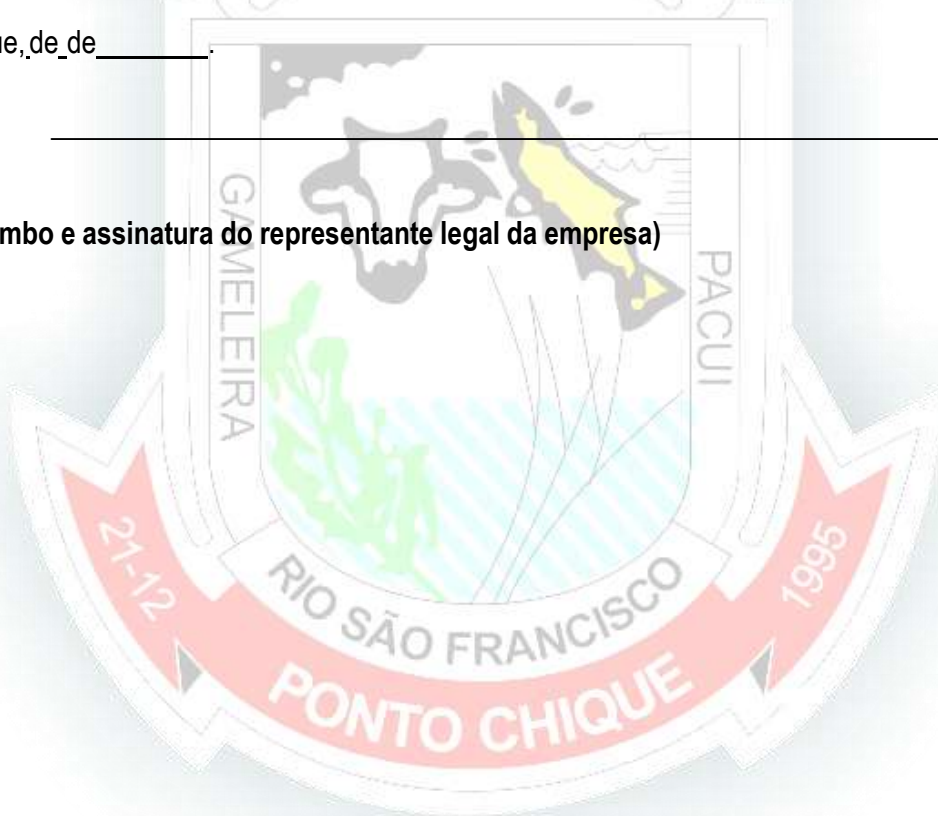 ue, de de________.
mbo e assinatura do representante legal da empresa)
GAMELEIRA
PACUI
RIO SÃO FRANCISCO
21-12
1995
PONTO CHIQUE